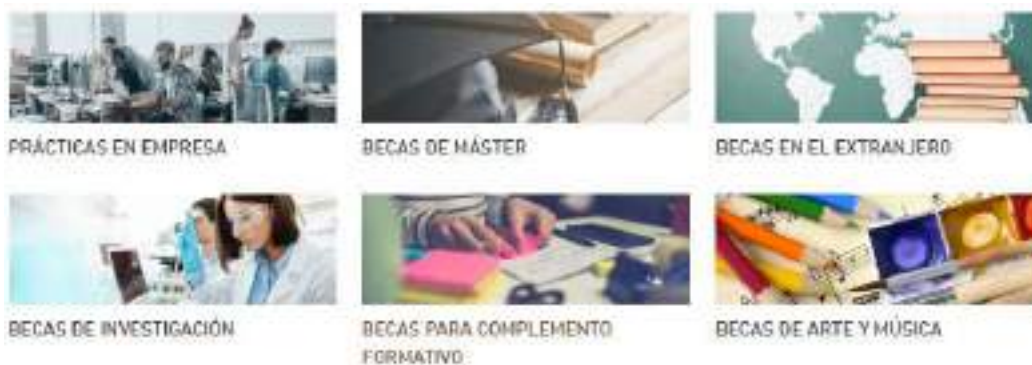 PRÁCTICAS EN EMPRESA
BECAS DE MÁSTER
BECAS EN EL EXTRANJERO
BECAS DE INVESTIGACIÓN
BECAS PARA COMPLEMENTO
FORMATIVO
BECAS DE ARTE Y MÚSICA